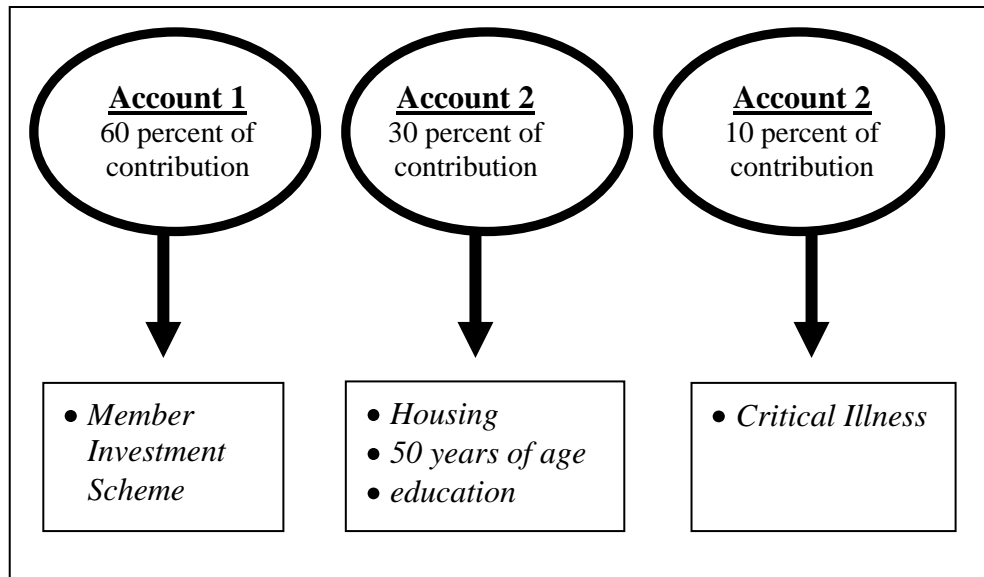 Account 1
60 percent of
contribution
Account 2
30 percent of
contribution
Account 2
10 percent of
contribution
• Member
Investment
Scheme
• Housing
• 50 years of age
• education
• Critical Illness